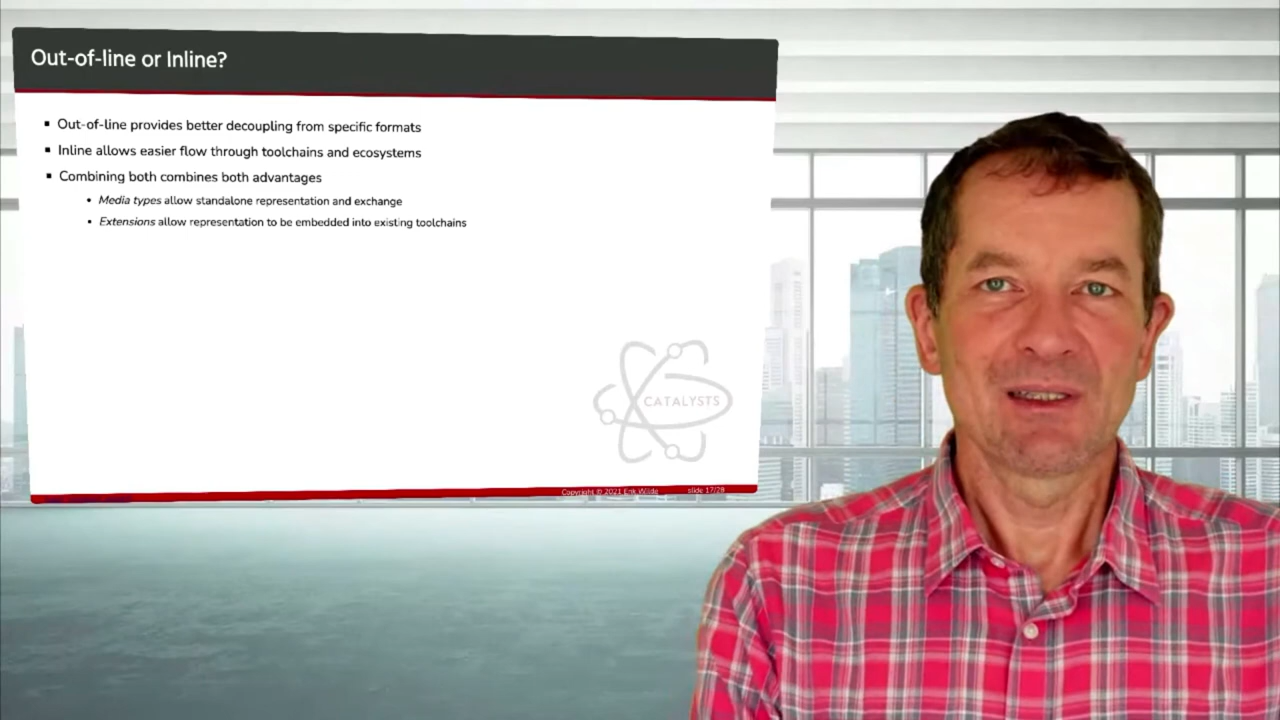 Out-of-line or Inline?
Out-of-line provides better decoupling from specific formats
Inline allows easier flow through toolchains and ecosystems
Combining both combines both advantages
Media types allow standalone representation and exchange
Extensions allow representation to be embedded into existing toolchains
CATALYSTS
Copyright © 2021 Erik Wilde
slide 17/28